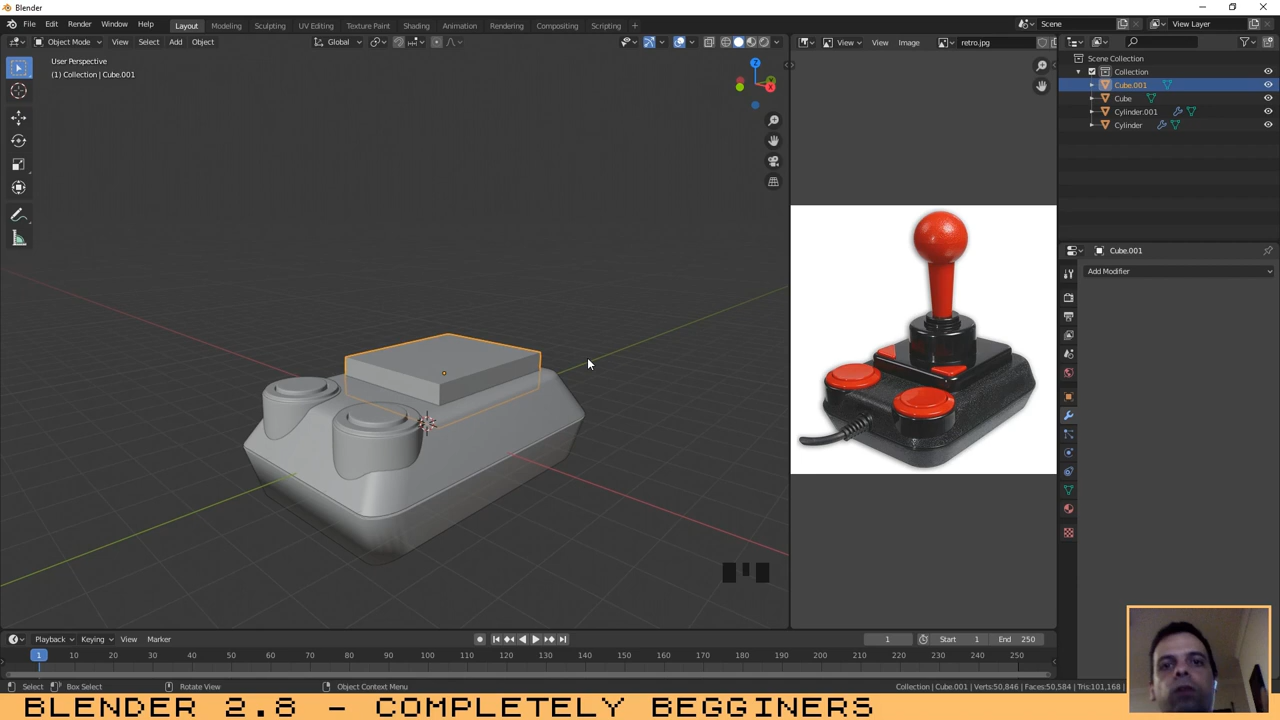 Blender
File Edit Render Window Help Layout Modeling Sculpting UV Editing Texture Paint Shading Animation Rendering Compositing Scripting + Scene View Layer
Object Mode View Select Add Object Global View View Image retro.jpg
User Perspective
(1) Collection | Cube.001
Z
X
Scene Collection
Collection
Cube.001
Cube
Cylinder.001
Cylinder
Cube.001
Add Modifier
Playback Keying View Marker 1 Start 1 End 250
1 10 20 30 40 50 60 70 80 90 100 110 120 130 140 150 160 170 180 190 200 210 220 230 240 250
Select Box Select Rotate View Object Context Menu Collection | Cube.001 | Verts:50,846 | Faces:50,584 | Tris:101,168 |
BLENDER 2.8 - COMPLETELY BEGGINERS